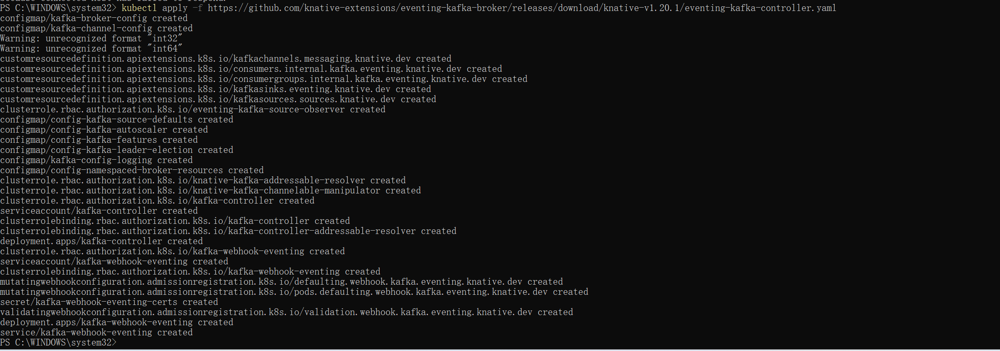 because connected host has failed to respond.
PS C:\WINDOWS\system32> kubectl apply -f https://github.com/knative-extensions/eventing-kafka-broker/releases/download/knative-v1.20.1/eventing-kafka-controller.yaml
configmap/kafka-broker-config created
configmap/kafka-channel-config created
Warning: unrecognized format "int32"
Warning: unrecognized format "int64"
customresourcedefinition.apiextensions.k8s.io/kafkachannels.messaging.knative.dev created
customresourcedefinition.apiextensions.k8s.io/consumers.internal.kafka.eventing.knative.dev created
customresourcedefinition.apiextensions.k8s.io/consumergroups.internal.kafka.eventing.knative.dev created
customresourcedefinition.apiextensions.k8s.io/kafkasinks.eventing.knative.dev created
customresourcedefinition.apiextensions.k8s.io/kafkasources.sources.knative.dev created
clusterrole.rbac.authorization.k8s.io/eventing-kafka-source-observer created
configmap/config-kafka-source-defaults created
configmap/config-kafka-autoscaler created
configmap/config-kafka-features created
configmap/config-kafka-leader-election created
configmap/kafka-config-logging created
configmap/config-namespaced-broker-resources created
clusterrole.rbac.authorization.k8s.io/knative-kafka-addressable-resolver created
clusterrole.rbac.authorization.k8s.io/knative-kafka-channelable-manipulator created
clusterrole.rbac.authorization.k8s.io/kafka-controller created
serviceaccount/kafka-controller created
clusterrolebinding.rbac.authorization.k8s.io/kafka-controller created
clusterrolebinding.rbac.authorization.k8s.io/kafka-controller-addressable-resolver created
deployment.apps/kafka-controller created
clusterrole.rbac.authorization.k8s.io/kafka-webhook-eventing created
serviceaccount/kafka-webhook-eventing created
clusterrolebinding.rbac.authorization.k8s.io/kafka-webhook-eventing created
mutatingwebhookconfiguration.admissionregistration.k8s.io/defaulting.webhook.kafka.eventing.knative.dev created
mutatingwebhookconfiguration.admissionregistration.k8s.io/pods.defaulting.webhook.kafka.eventing.knative.dev created
secret/kafka-webhook-eventing-certs created
validatingwebhookconfiguration.admissionregistration.k8s.io/validation.webhook.kafka.eventing.knative.dev created
deployment.apps/kafka-webhook-eventing created
service/kafka-webhook-eventing created
PS C:\WINDOWS\system32>